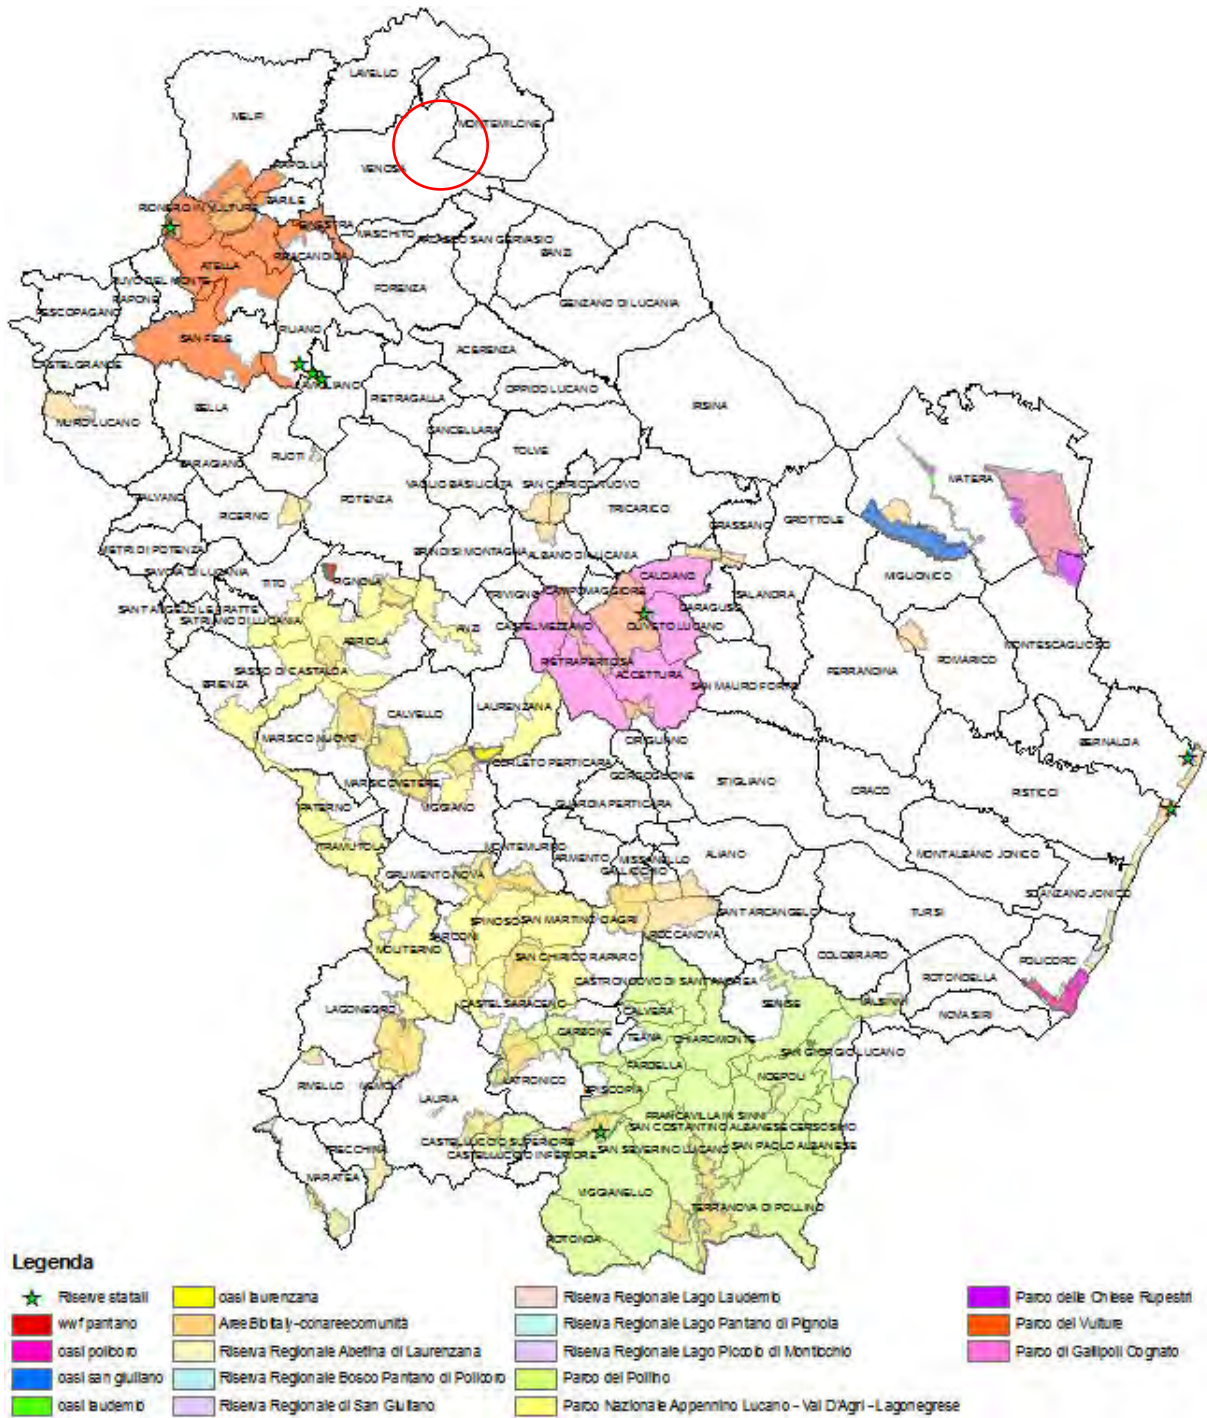 LAVELLO
MELFI
MONTEMILONE
RAPOLLA
VENOSA
BARILE
RIONERO IN VULTURE
GINESTRA
MASCHITO
PALAZZO SAN GERVASIO
BANZI
RIPACANDIDA
ATELLA
RUVO DEL MONTE
FORENZA
RAPONE
GENZANO DI LUCANIA
PESCOPAGANO
SAN FELE
FILIANO
ACERENZA
CASTELGRANDE
AVIGLIANO
OPPIDO LUCANO
PIETRAGALLA
IRSINA
BELLA
MURO LUCANO
CANCELLARA
TOLVE
RUOTI
BARAGIANO
VAGLIO BASILICATA
SAN CHIRICO NUOVO
MATERA
BALVANO
POTENZA
TRICARICO
PICERNO
GRASSANO
GROTTOLE
VIETRI DI POTENZA
BRINDISI MONTAGNA
ALBANO DI LUCANIA
SAVOIA DI LUCANIA
TITO
PIGNOLA
CALCIANO
MIGLIONICO
TRIVIGNO
CAMPOMAGGIORE
SALANDRA
SANT'ANGELO LE FRATTE
SATRIANO DI LUCANIA
GARAGUSO
ANZI
CASTELMEZZANO
OLIVETO LUCANO
ABRIOLA
MONTESCAGLIOSO
PIETRAPERTOSA
POMARICO
SASSO DI CASTALDA
ACCETTURA
FERRANDINA
BRIENZA
SAN MAURO FORTE
LAURENZANA
CALVELLO
MARSICO NUOVO
CIRIGLIANO
BERNALDA
CORLETO PERTICARA
GORGOGLIONE
MARSICOVETERE
STIGLIANO
CRACO
PISTICCI
PATERNO
VIGGIANO
GUARDIA PERTICARA
TRAMUTOLA
MONTEMURRO
ARMENTO
MISSANELLO
ALIANO
MONTALBANO JONICO
GALLICCHIO
GRUMENTO NOVA
SCANZANO JONICO
SPINOSO
SAN MARTINO D'AGRI
SANT'ARCANGELO
TURSI
ROCCANOVA
SARCONI
MOLITERNO
SAN CHIRICO RAPARO
COLOBRARO
POLICORO
CASTRONUOVO DI SANT'ANDREA
ROTONDELLA
CASTELSARACENO
SENISE
VALSINNI
LAGONEGRO
CALVERA
NOVA SIRI
CARBONE
TEANA
CHIAROMONTE
SAN GIORGIO LUCANO
FARDELLA
NOEPOLI
RIVELLO
NEMOLI
LATRONICO
EPISCOPIA
LAURIA
FRANCAVILLA IN SINNI
SAN COSTANTINO ALBANESE
CERSOSIMO
CASTELLUCCIO SUPERIORE
SAN SEVERINO LUCANO
SAN PAOLO ALBANESE
TRECCHINA
CASTELLUCCIO INFERIORE
MARATEA
VIGGIANELLO
TERRANOVA DI POLLINO
ROTONDA
Legenda
Riserve statali
wwf pantano
oasi policoro
oasi san giuliano
oasi laudemio
oasi laurenzana
AreeBibitaly-conareecomunità
Riserva Regionale Abetina di Laurenzana
Riserva Regionale Bosco Pantano di Policoro
Riserva Regionale di San Giuliano
Riserva Regionale Lago Laudemio
Riserva Regionale Lago Pantano di Pignola
Riserva Regionale Lago Piccolo di Monticchio
Parco del Pollino
Parco Nazionale Appennino Lucano - Val D'Agri - Lagonegrese
Parco delle Chiese Rupestri
Parco del Vulture
Parco di Gallipoli Cognato